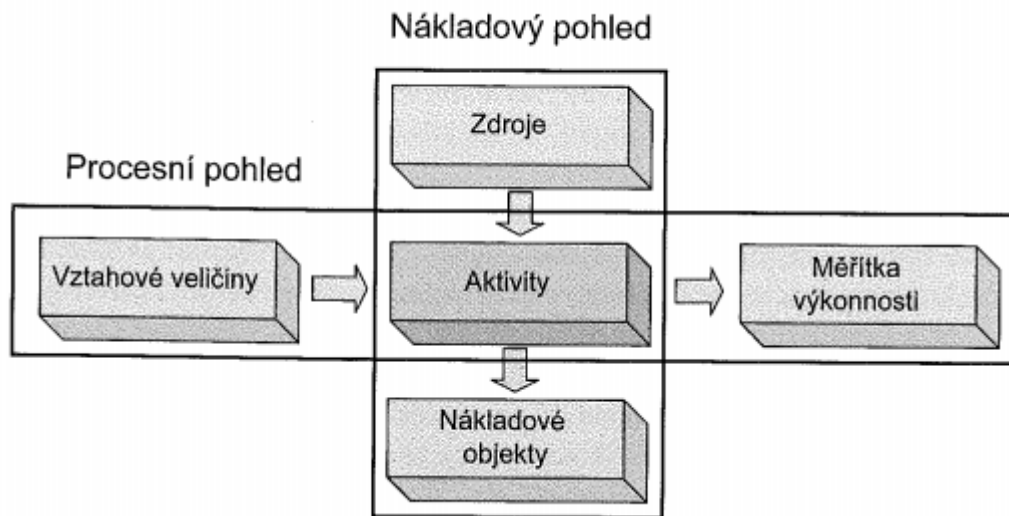 Nákladový pohled
Zdroje
Procesní pohled
Vztahové veličiny
Aktivity
Měřítka
výkonnosti
Nákladové
objekty